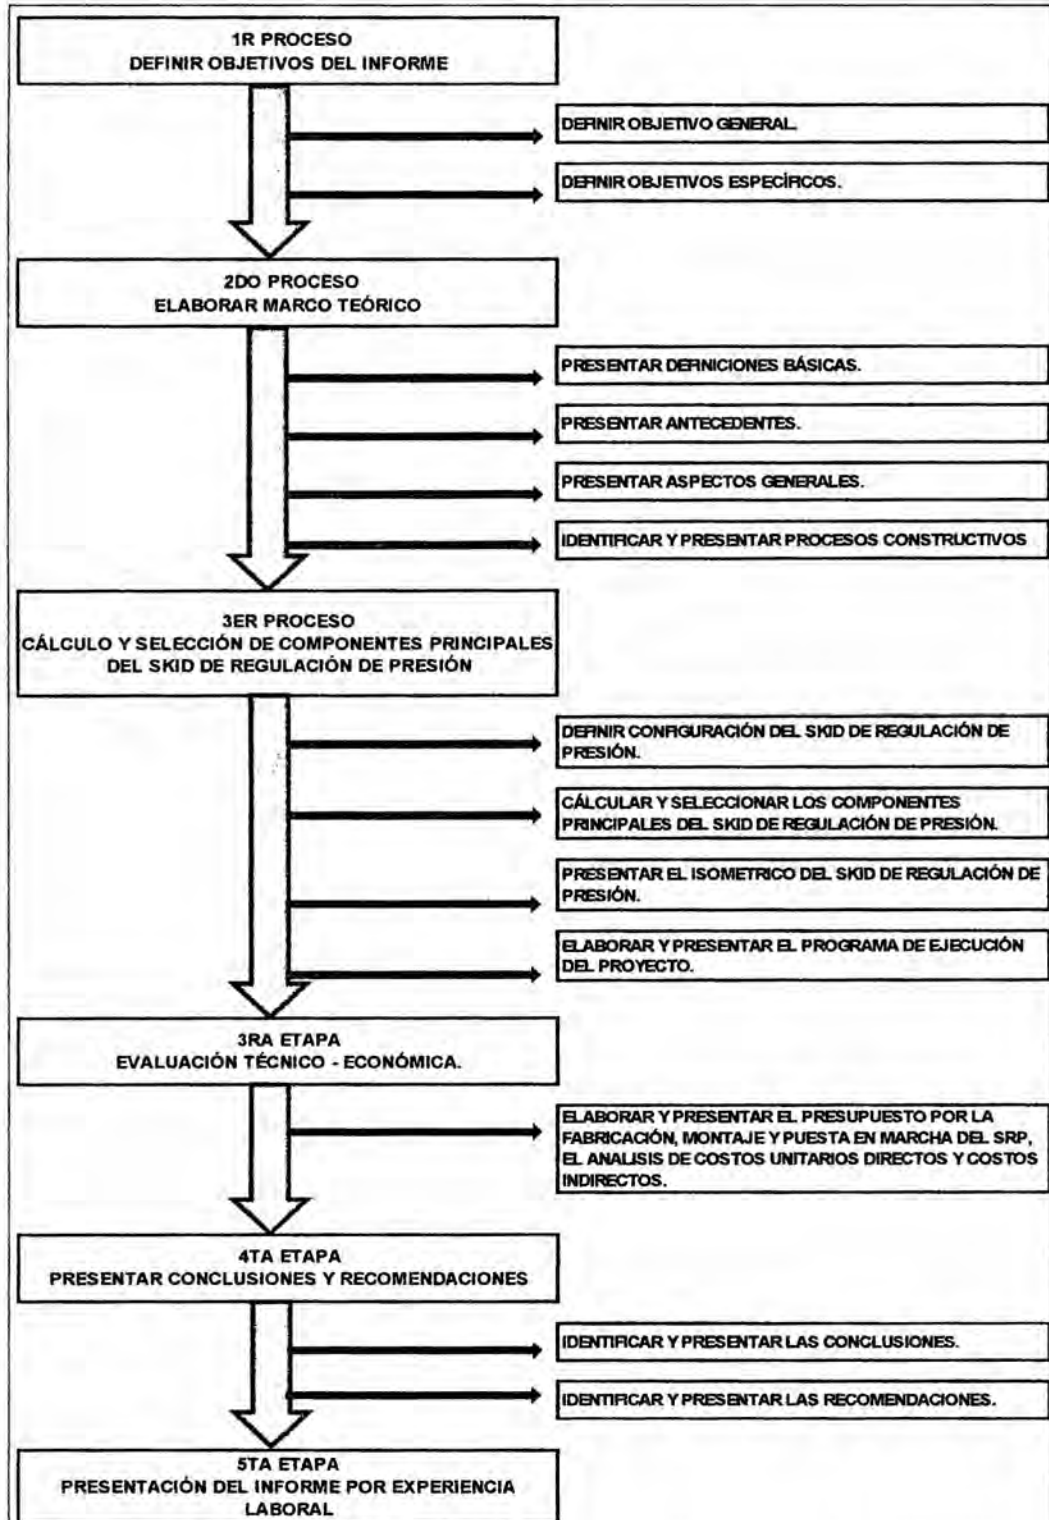 1R PROCESO
DEFINIR OBJETIVOS DEL INFORME
DEFINIR OBJETIVO GENERAL.
DEFINIR OBJETIVOS ESPECÍFICOS.
2DO PROCESO
ELABORAR MARCO TEÓRICO
PRESENTAR DEFINICIONES BÁSICAS.
PRESENTAR ANTECEDENTES.
PRESENTAR ASPECTOS GENERALES.
IDENTIFICAR Y PRESENTAR PROCESOS CONSTRUCTIVOS
3ER PROCESO
CÁLCULO Y SELECCIÓN DE COMPONENTES PRINCIPALES
DEL SKID DE REGULACIÓN DE PRESIÓN
DEFINIR CONFIGURACIÓN DEL SKID DE REGULACIÓN DE
PRESIÓN.
CÁLCULAR Y SELECCIONAR LOS COMPONENTES
PRINCIPALES DEL SKID DE REGULACIÓN DE PRESIÓN.
PRESENTAR EL ISOMETRICO DEL SKID DE REGULACIÓN DE
PRESIÓN.
ELABORAR Y PRESENTAR EL PROGRAMA DE EJECUCIÓN
DEL PROYECTO.
3RA ETAPA
EVALUACIÓN TÉCNICO - ECONÓMICA.
ELABORAR Y PRESENTAR EL PRESUPUESTO POR LA
FABRICACIÓN, MONTAJE Y PUESTA EN MARCHA DEL SRP,
EL ANALISIS DE COSTOS UNITARIOS DIRECTOS Y COSTOS
INDIRECTOS.
4TA ETAPA
PRESENTAR CONCLUSIONES Y RECOMENDACIONES
IDENTIFICAR Y PRESENTAR LAS CONCLUSIONES.
IDENTIFICAR Y PRESENTAR LAS RECOMENDACIONES.
5TA ETAPA
PRESENTACIÓN DEL INFORME POR EXPERIENCIA
LABORAL